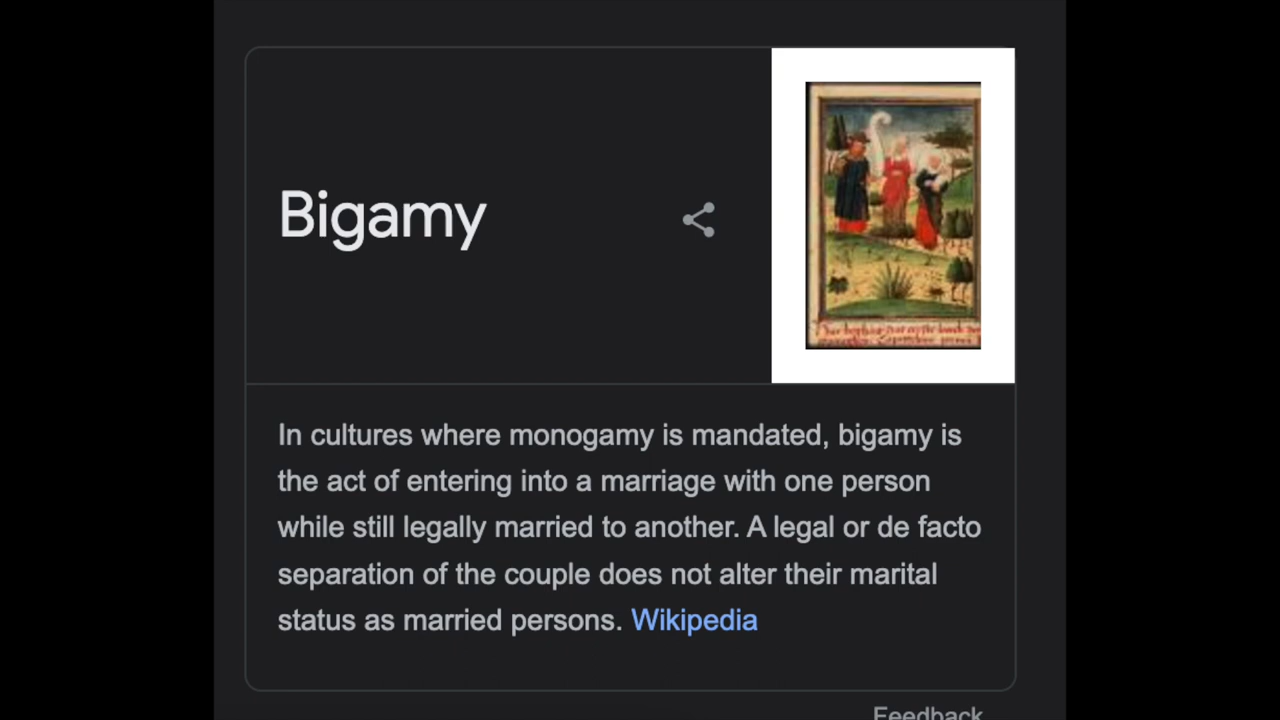 Bigamy
In cultures where monogamy is mandated, bigamy is
the act of entering into a marriage with one person
while still legally married to another. A legal or de facto
separation of the couple does not alter their marital
status as married persons. Wikipedia
Feedback